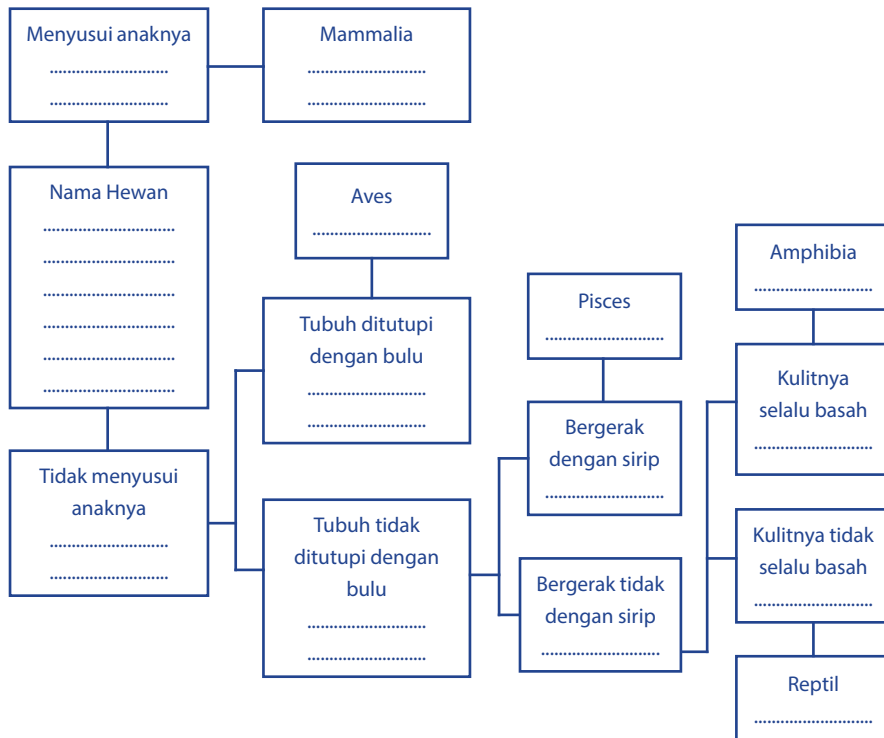 Menyusui anaknya
..............................
..............................
Mammalia
..............................
..............................
Nama Hewan
.................................
.................................
.................................
.................................
.................................
.................................
Aves
..............................
Tubuh ditutupi
dengan bulu
..............................
..............................
Pisces
..............................
Amphibia
..............................
Kulitnya
selalu basah
..............................
Bergerak
dengan sirip
..............................
Tidak menyusui
anaknya
..............................
..............................
Tubuh tidak
ditutupi dengan
bulu
..............................
..............................
Bergerak tidak
dengan sirip
..............................
Kulitnya tidak
selalu basah
..............................
Reptil
..............................